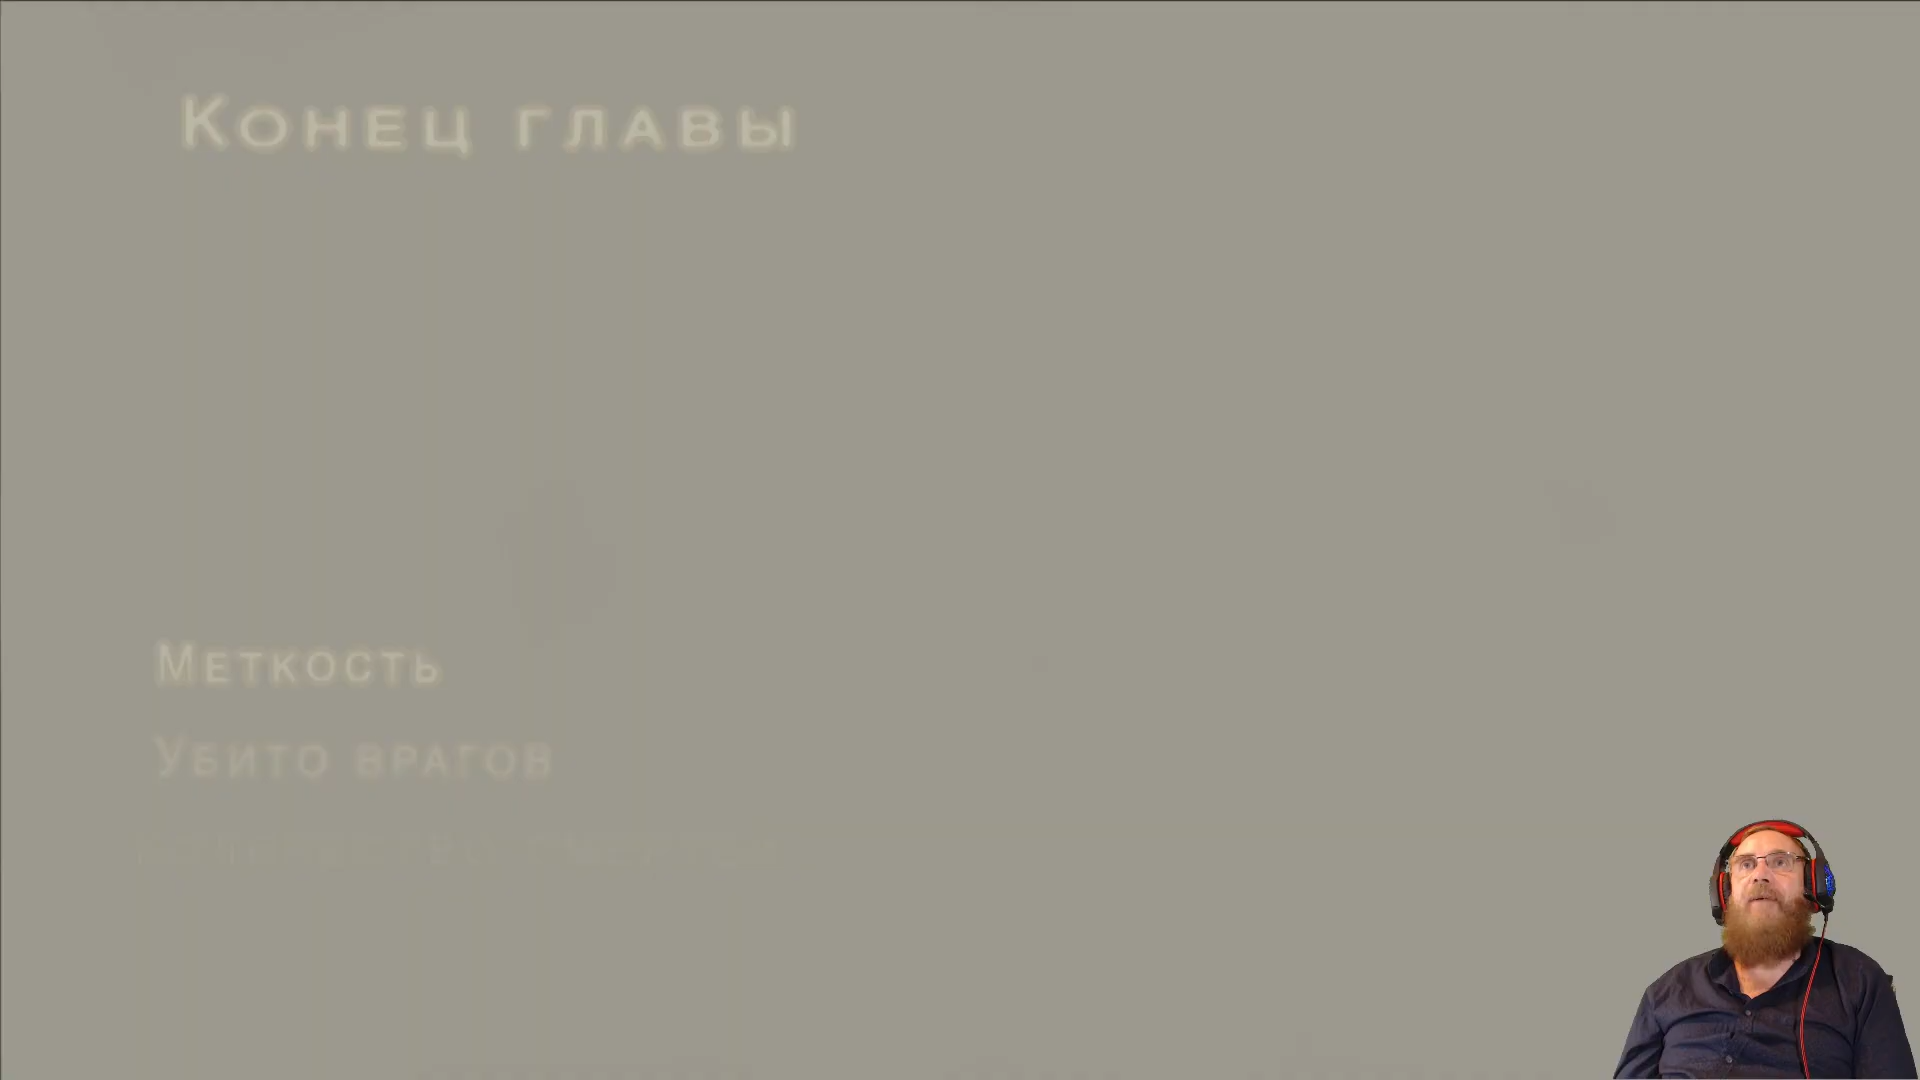 Конец главы
Меткость
Убито врагов